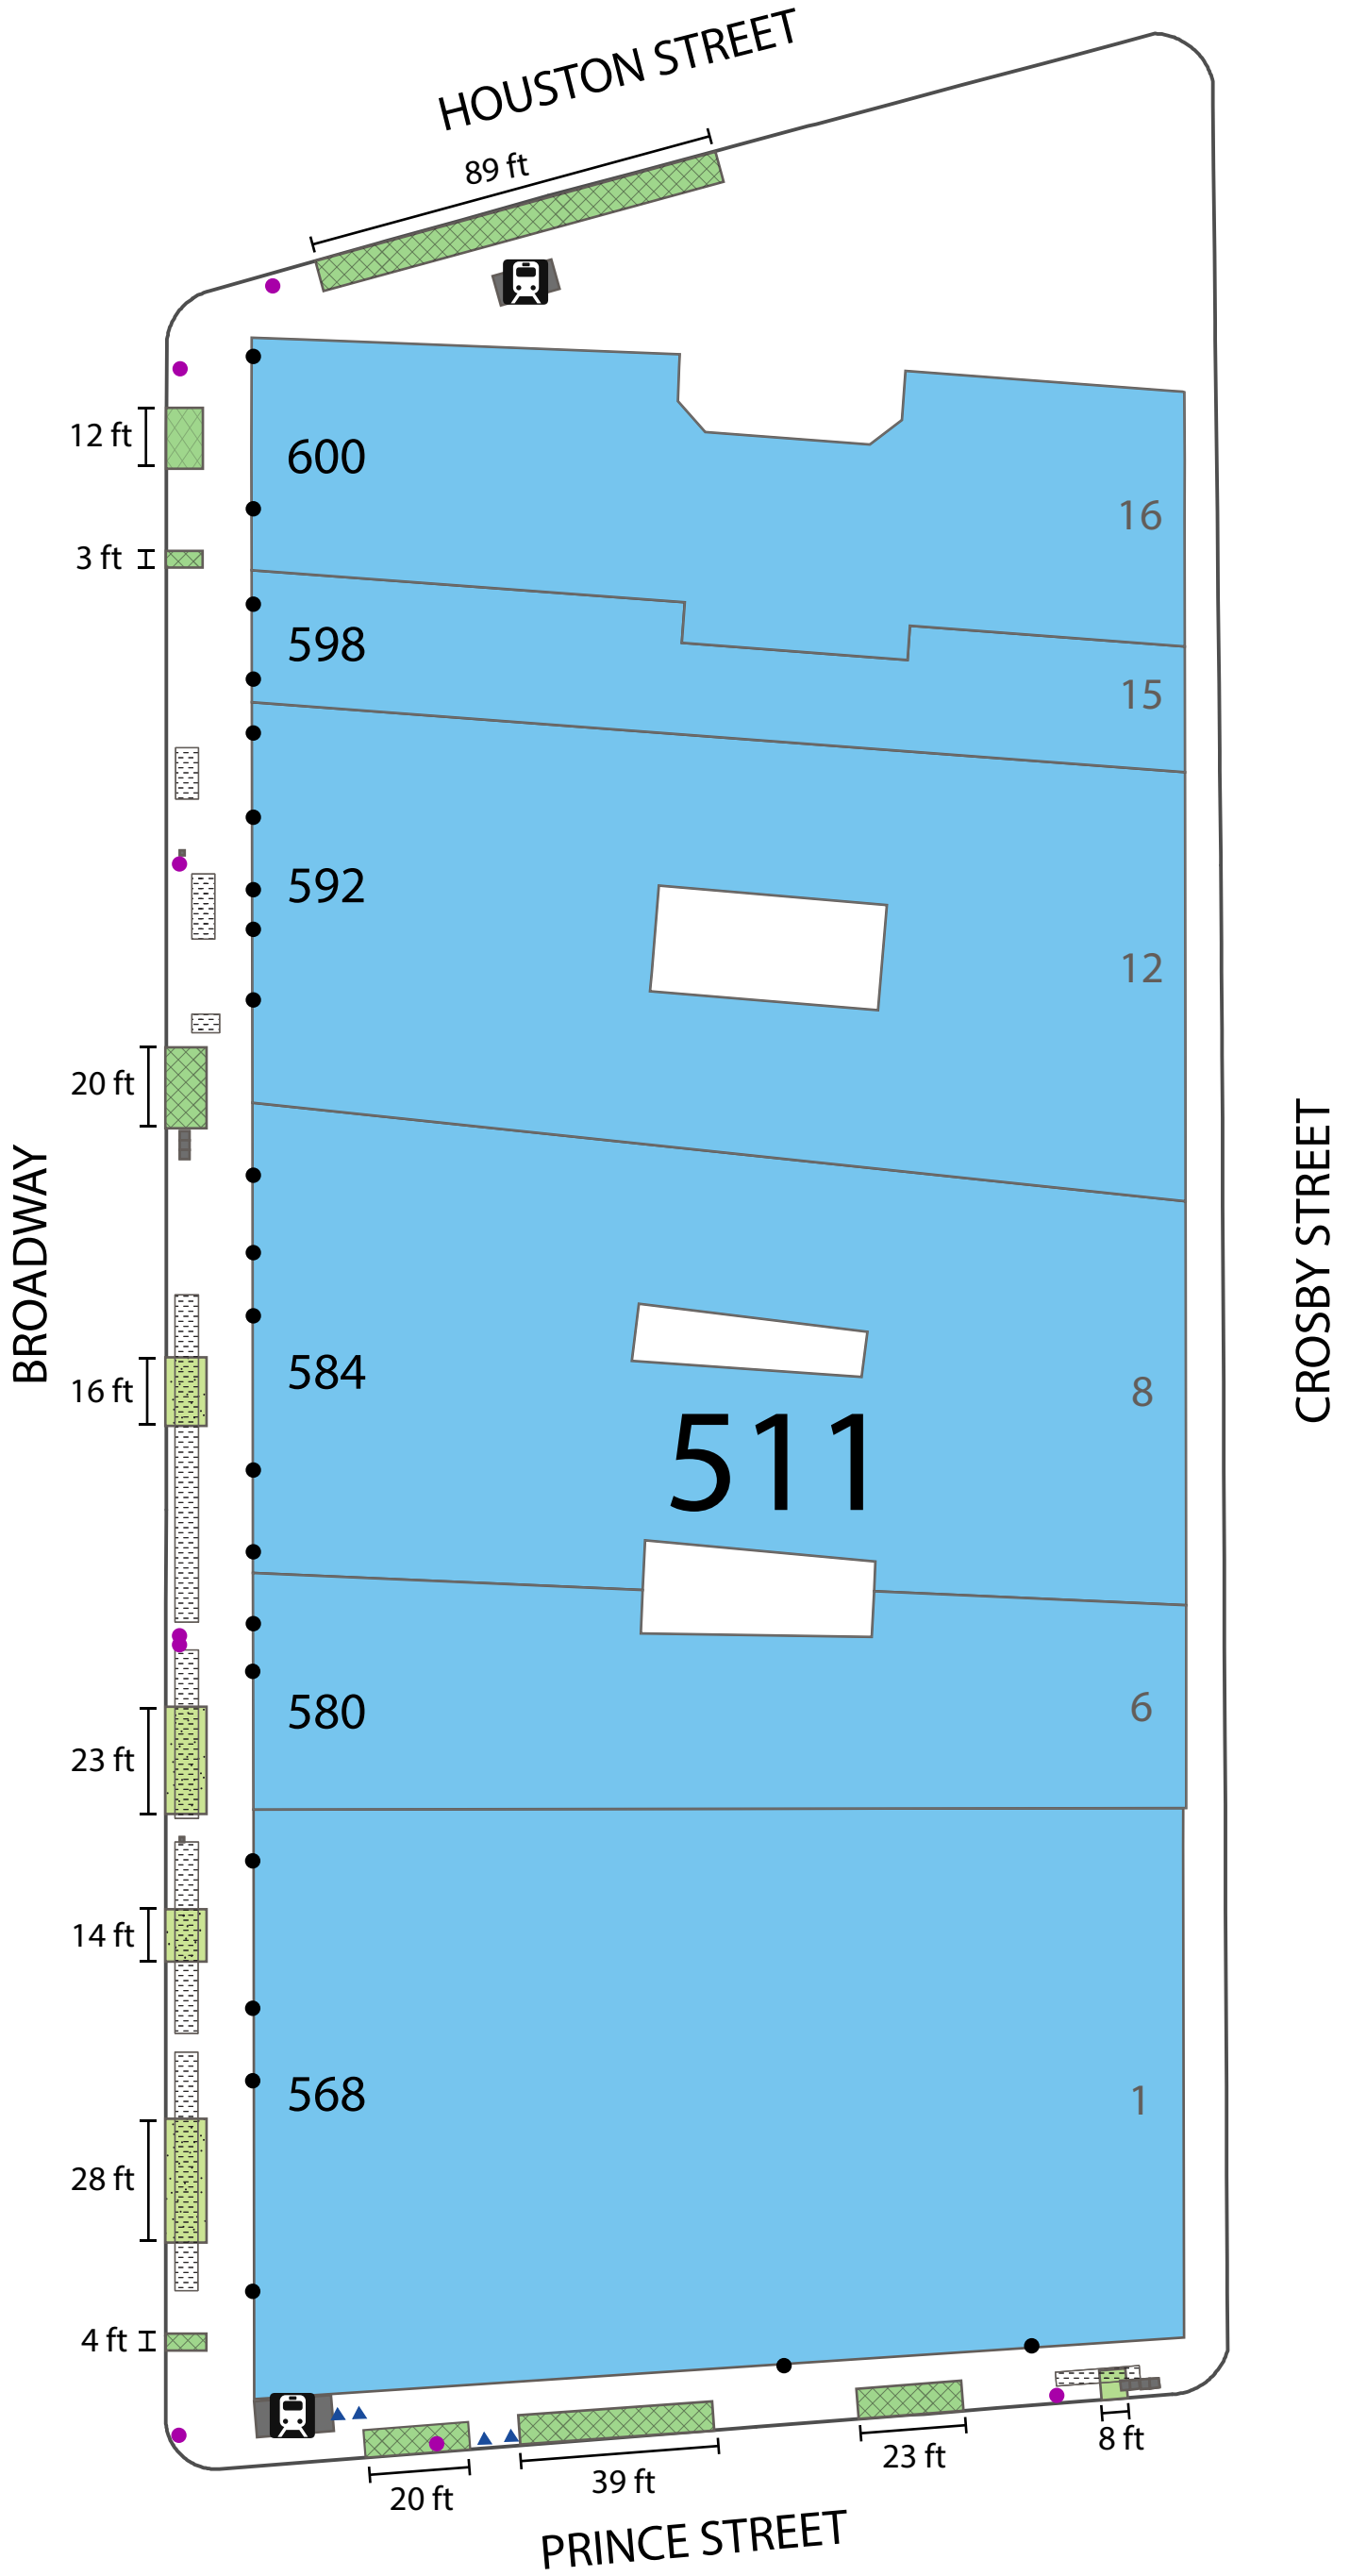 HOUSTON STREET
89 ft
12 ft
600
16
3 ft
598
15
592
12
20 ft
BROADWAY
CROSBY STREET
16 ft
584
8
511
580
6
23 ft
14 ft
568
1
28 ft
4 ft
20 ft
39 ft
23 ft
8 ft
PRINCE STREET